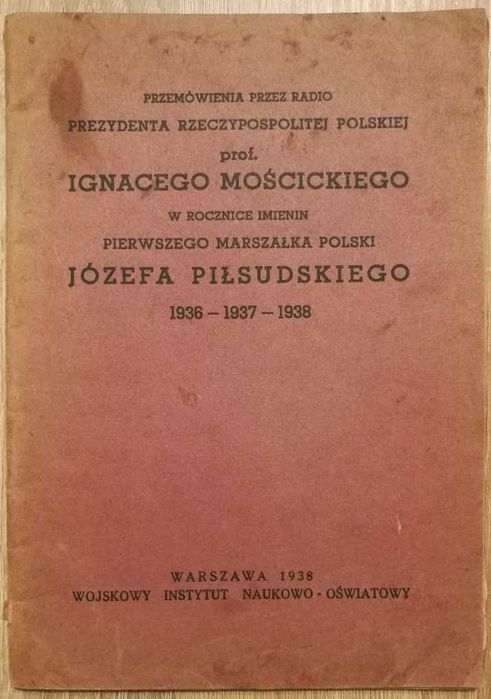 PRZEMÓWIENIA PRZEZ RADIO
PREZYDENTA RZECZYPOSPOLITEJ POLSKIEJ
prof.
IGNACEGO MOŚCICKIEGO
W ROCZNICE IMIENIN
PIERWSZEGO MARSZAŁKA POLSKI
JÓZEFA PIŁSUDSKIEGO
1936 – 1937 – 1938
WARSZAWA 1938
WOJSKOWY INSTYTUT NAUKOWO - OŚWIATOWY